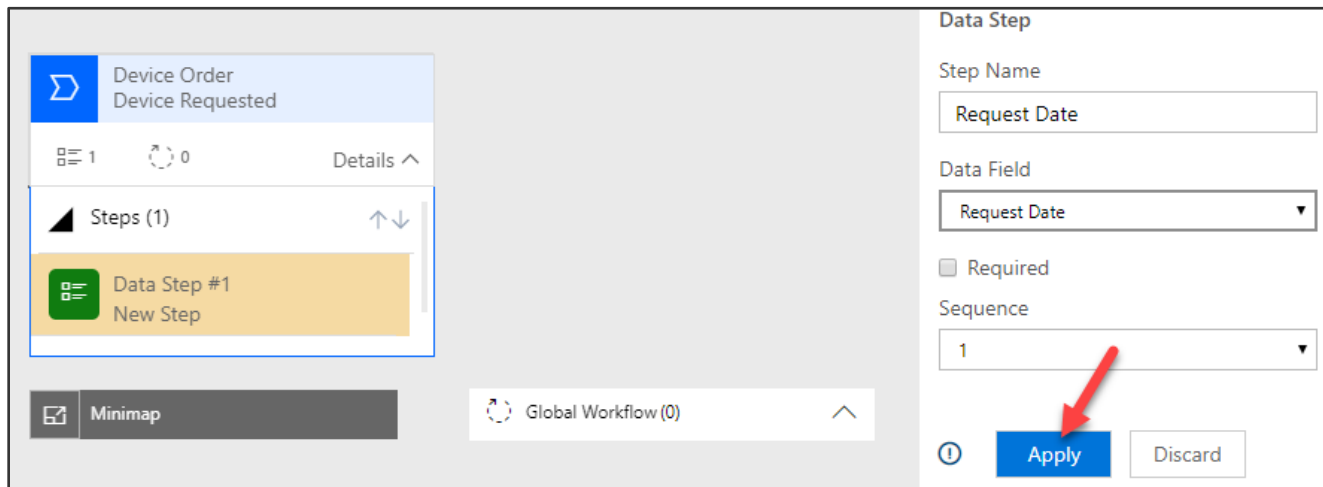 Device Order
Device Requested
1
0
Details
Steps (1)
Data Step #1
New Step
Minimap
Global Workflow (0)
Data Step
Step Name
Request Date
Data Field
Request Date
Required
Sequence
1
Apply
Discard